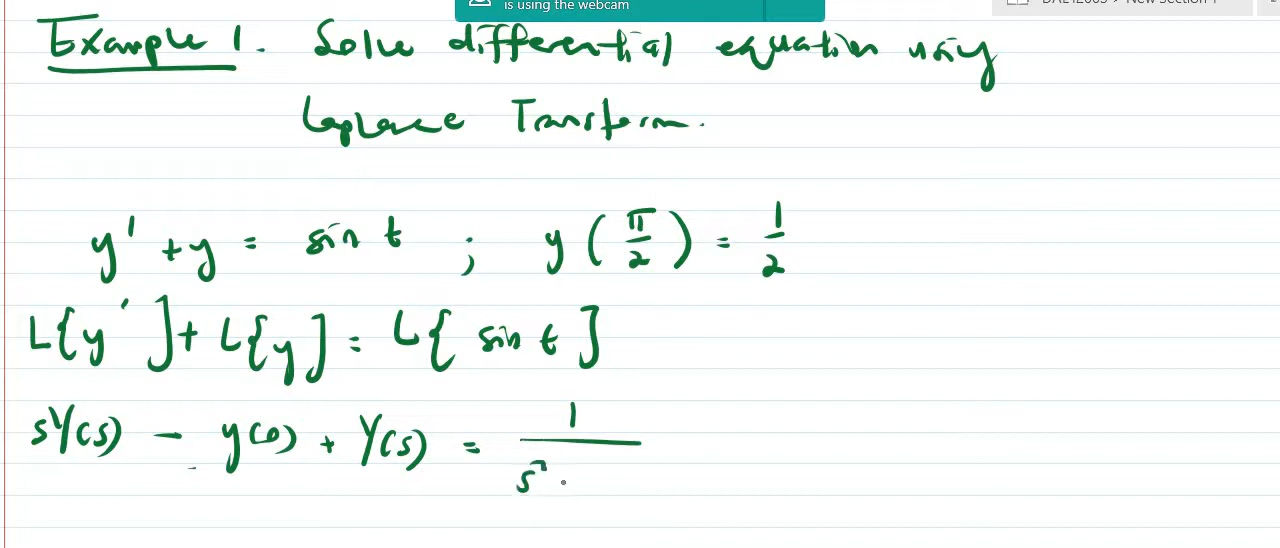 is using the webcam
Example 1. Solve differential equation using
Laplace Transform.
y' + y = sin t ; y(π/2) = 1/2
L{y'} + L{y} = L{sin t}
sY(s) - y(0) + Y(s) = 1/s²